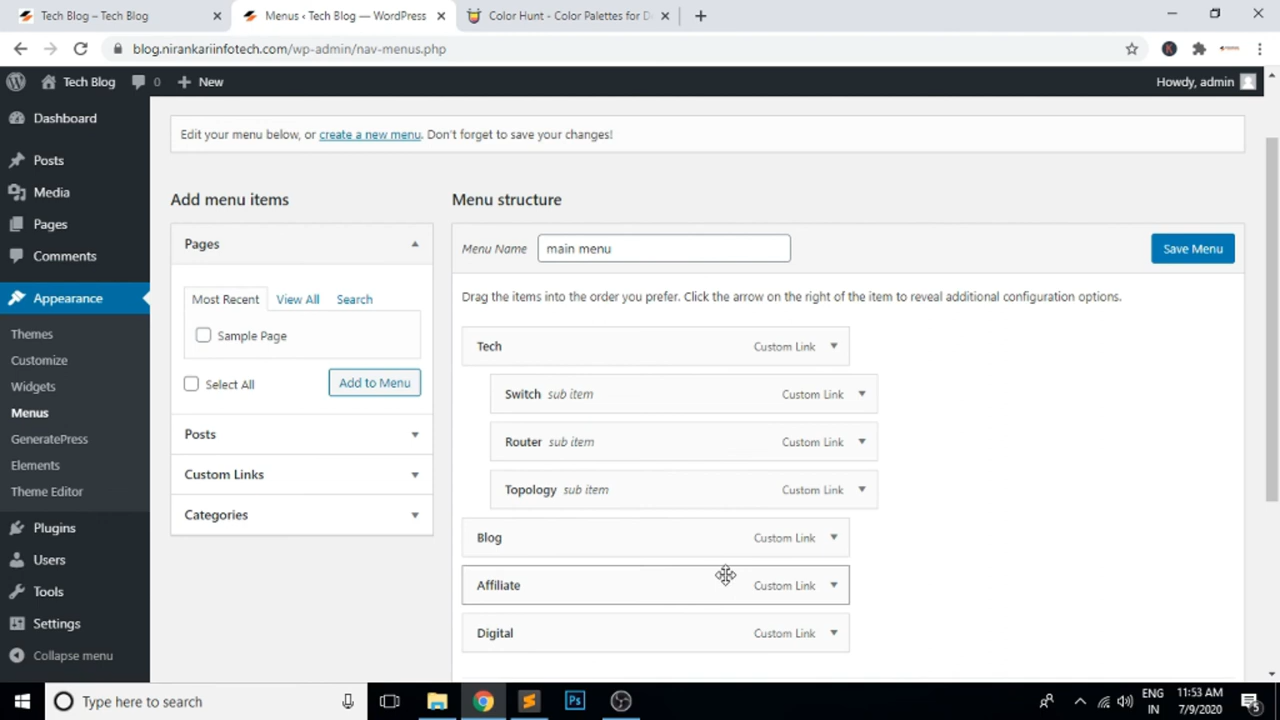 Tech Blog – Tech Blog
Menus ‹ Tech Blog — WordPress
Color Hunt - Color Palettes for De
blog.nirankariinfotech.com/wp-admin/nav-menus.php
Tech Blog
0
New
Howdy, admin
Dashboard
Posts
Media
Pages
Comments
Appearance
Themes
Customize
Widgets
Menus
GeneratePress
Elements
Theme Editor
Plugins
Users
Tools
Settings
Collapse menu
Edit your menu below, or create a new menu. Don't forget to save your changes!
Add menu items
Pages
Most Recent
View All
Search
Sample Page
Select All
Add to Menu
Posts
Custom Links
Categories
Menu structure
Menu Name
main menu
Save Menu
Drag the items into the order you prefer. Click the arrow on the right of the item to reveal additional configuration options.
Tech Custom Link
Switch sub item Custom Link
Router sub item Custom Link
Topology sub item Custom Link
Blog Custom Link
Affiliate Custom Link
Digital Custom Link
Type here to search
Ps
ENG
IN
11:53 AM
7/9/2020
5